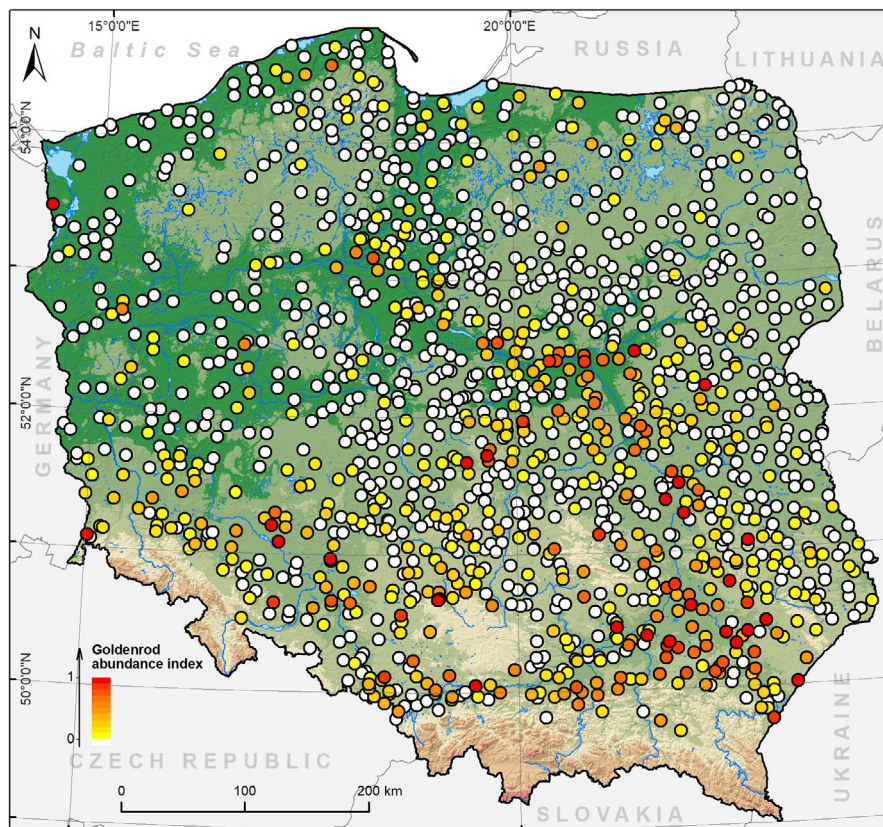 15°0'0"E
20°0'0"E
N
Baltic Sea
RUSSIA
LITHUANIA
54°0'0"N
BELARUS
GERMANY
52°0'0"N
Goldenrod
abundance index
1
0
50°0'0"N
UKRAINE
CZECH REPUBLIC
0
100
200 km
SLOVAKIA